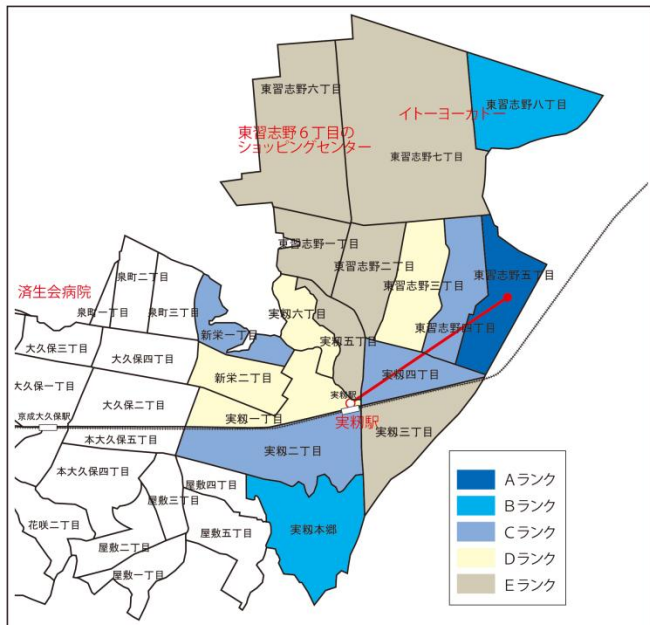 東習志野六丁目
東習志野６丁目の
ショッピングセンター
イトーヨーカドー
東習志野八丁目
東習志野七丁目
東習志野一丁目
東習志野二丁目
東習志野三丁目
東習志野四丁目
東習志野五丁目
済生会病院
泉町二丁目
泉町一丁目
泉町三丁目
新栄一丁目
実籾六丁目
実籾五丁目
大久保三丁目
大久保四丁目
新栄二丁目
実籾四丁目
大久保一丁目
大久保二丁目
実籾一丁目
実籾駅
実籾駅
京成大久保駅
実籾三丁目
本大久保五丁目
実籾二丁目
本大久保四丁目
屋敷三丁目
屋敷四丁目
花咲二丁目
屋敷五丁目
実籾本郷
屋敷二丁目
屋敷一丁目
Aランク
Bランク
Cランク
Dランク
Eランク